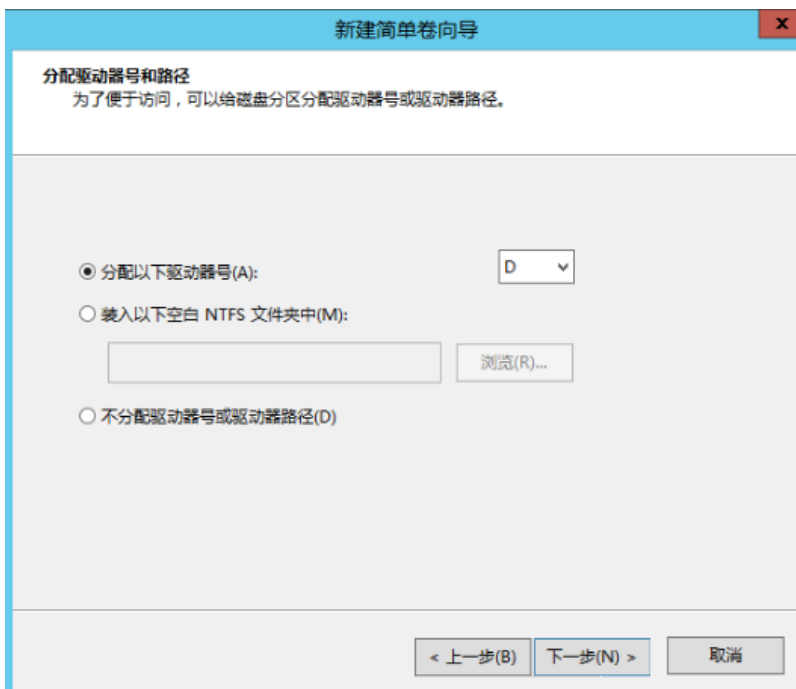 新建简单卷向导
x
分配驱动器号和路径
为了便于访问，可以给磁盘分区分配驱动器号或驱动器路径。
分配以下驱动器号(A): D
装入以下空白 NTFS 文件夹中(M):
浏览(R)...
不分配驱动器号或驱动器路径(D)
< 上一步(B) 下一步(N) > 取消